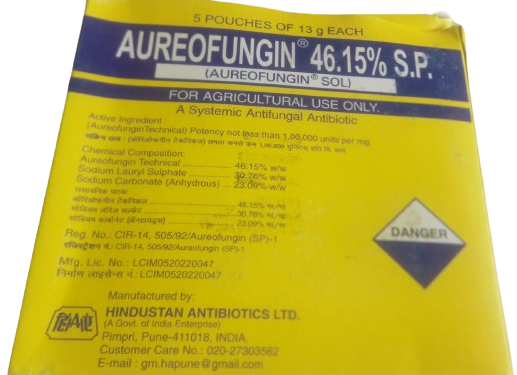 5 POUCHES OF 13 g EACH
AUREOFUNGIN® 46.15% S.P.
(AUREOFUNGIN® SOL)
FOR AGRICULTURAL USE ONLY.
A Systemic Antifungal Antibiotic
Active Ingredient :
(AureofunginTechnical) Potency not less than 1,00,000 units per mg.
Chemical Composition:
Aureofungin Technical .......... 46.15% w/w
Sodium Lauryl Sulphate .......... 30.76% w/w
Sodium Carbonate (Anhydrous) .......... 23.09% w/w
रासायनिक घटक:
46.15%
30.76%
23.09%
Reg. No.: CIR-14, 505/92/Aureofungin (SP)-1
रजिस्ट्रेशन नं.: CIR-14, 505/92/Aureofungin (SP)-1
Mfg. Lic. No.: LCIM0520220047
निर्माण लाइसेन्स नं.: LCIM0520220047
DANGER
Manufactured by:
HINDUSTAN ANTIBIOTICS LTD.
(A Govt. of India Enterprise)
Pimpri, Pune-411018, INDIA.
Customer Care No.: 020-27303562
E-mail : gm.hapune@gmail.com